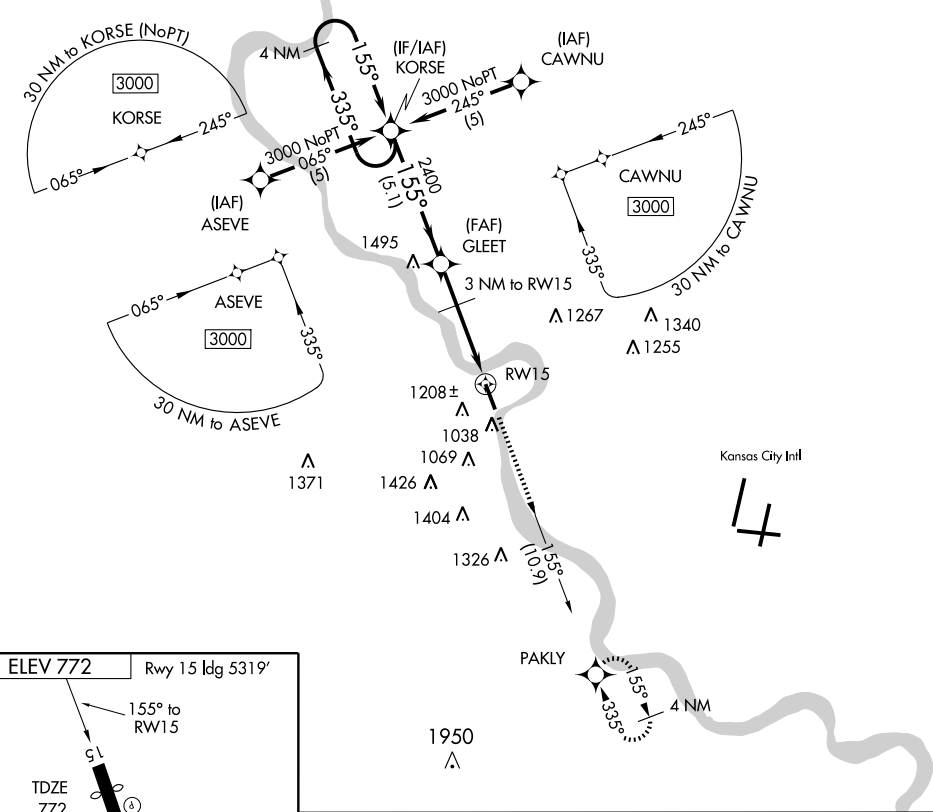 30 NM to KORSE (NoPT)
3000
KORSE
245°
065°
4 NM
155°
335°
(IF/IAF)
KORSE
(IAF)
CAWNU
3000 NoPT
245°
(5)
3000 NoPT
065°
(5)
(IAF)
ASEVE
2400
155°
(5.1)
245°
CAWNU
3000
335°
30 NM to CAWNU
1495
(FAF)
GLEET
3 NM to RW15
1267
1340
1255
065°
ASEVE
3000
335°
30 NM to ASEVE
RW15
1208±
1038
1069
1371
1426
1404
1326
155°
(10.9)
Kansas City Intl
PAKLY
155°
335°
4 NM
1950
ELEV 772
Rwy 15 ldg 5319'
155° to
RW15
15
TDZE
772
P